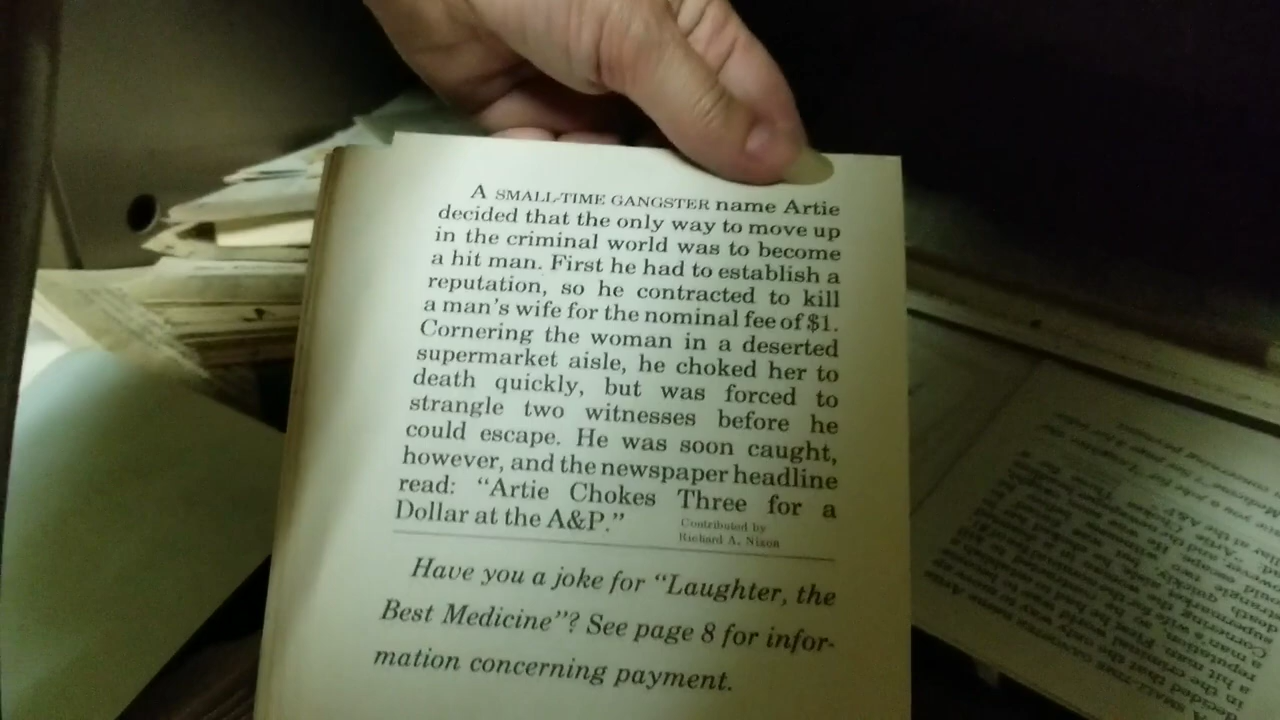 A SMALL-TIME GANGSTER name Artie
decided that the only way to move up
in the criminal world was to become
a hit man. First he had to establish a
reputation, so he contracted to kill
a man's wife for the nominal fee of $1.
Cornering the woman in a deserted
supermarket aisle, he choked her to
death quickly, but was forced to
strangle two witnesses before he
could escape. He was soon caught,
however, and the newspaper headline
read: “Artie Chokes Three for a
Dollar at the A&P.”
Contributed by
Richard A. Nixon
Have you a joke for “Laughter, the
Best Medicine”? See page 8 for infor-
mation concerning payment.